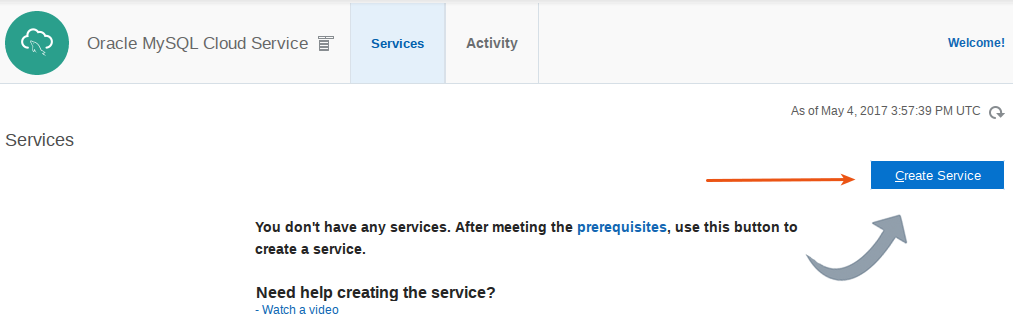 Oracle MySQL Cloud Service
Services
Activity
Welcome!
As of May 4, 2017 3:57:39 PM UTC
Services
Create Service
You don't have any services. After meeting the prerequisites, use this button to
create a service.
Need help creating the service?
- Watch a video